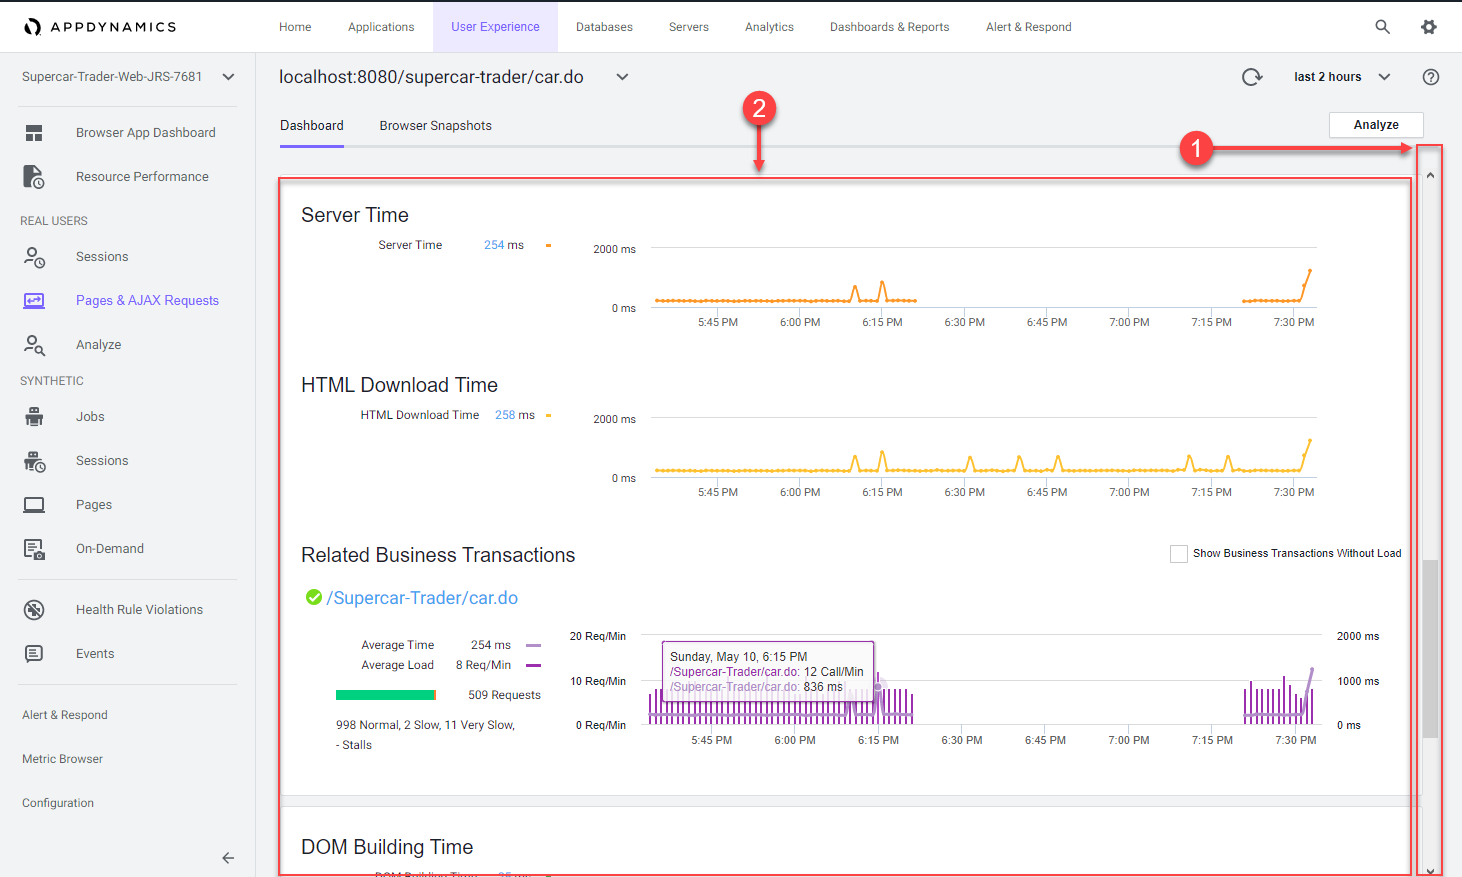 APPDYNAMICS
Home Applications User Experience Databases Servers Analytics Dashboards & Reports Alert & Respond
Supercar-Trader-Web-JRS-7681
localhost:8080/supercar-trader/car.do
last 2 hours
Dashboard Browser Snapshots
Analyze
2
1
Browser App Dashboard
Resource Performance
REAL USERS
Sessions
Pages & AJAX Requests
Analyze
SYNTHETIC
Jobs
Sessions
Pages
On-Demand
Health Rule Violations
Events
Alert & Respond
Metric Browser
Configuration
Server Time
Server Time 254 ms
2000 ms
0 ms
5:45 PM 6:00 PM 6:15 PM 6:30 PM 6:45 PM 7:00 PM 7:15 PM 7:30 PM
HTML Download Time
HTML Download Time 258 ms
2000 ms
0 ms
5:45 PM 6:00 PM 6:15 PM 6:30 PM 6:45 PM 7:00 PM 7:15 PM 7:30 PM
Related Business Transactions
Show Business Transactions Without Load
/Supercar-Trader/car.do
Average Time 254 ms
Average Load 8 Req/Min
509 Requests
998 Normal, 2 Slow, 11 Very Slow,
- Stalls
20 Req/Min
10 Req/Min
0 Req/Min
Sunday, May 10, 6:15 PM
/Supercar-Trader/car.do: 12 Call/Min
/Supercar-Trader/car.do: 836 ms
2000 ms
1000 ms
0 ms
5:45 PM 6:00 PM 6:15 PM 6:30 PM 6:45 PM 7:00 PM 7:15 PM 7:30 PM
DOM Building Time
DOM Building Time